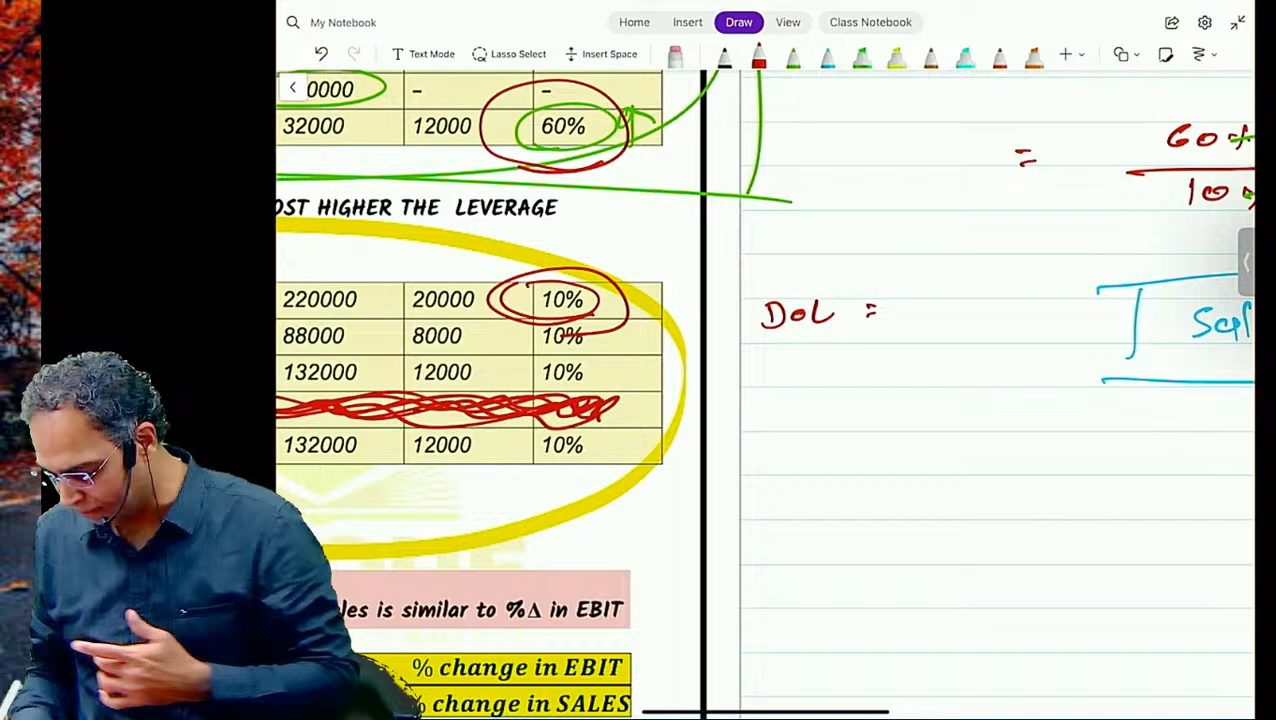 My Notebook
Home Insert Draw View Class Notebook
Text Mode Lasso Select Insert Space
0000 - -
32000 12000 60%
OST HIGHER THE LEVERAGE
220000 20000 10%
88000 8000 10%
132000 12000 10%
132000 12000 10%
les is similar to %Δ in EBIT
% change in EBIT
% change in SALES
= 60%
10%
DOL =